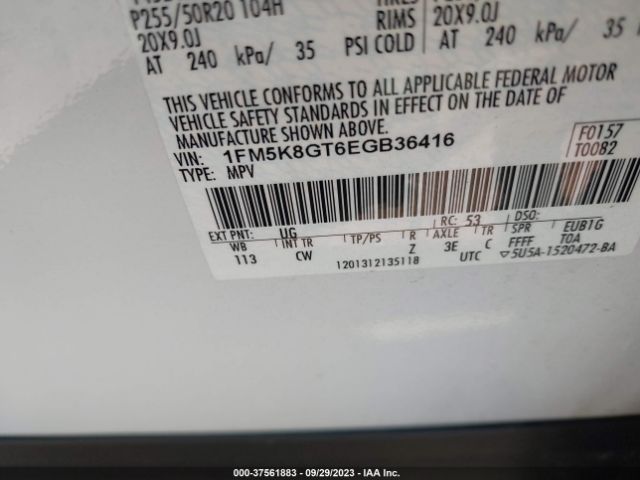 P255/50R20 104H
20X9.0J
AT 240 kPa/ 35 PSI COLD
RIMS
20X9.0J
AT 240 kPa/ 35
THIS VEHICLE CONFORMS TO ALL APPLICABLE FEDERAL MOTOR
VEHICLE SAFETY STANDARDS IN EFFECT ON THE DATE OF
MANUFACTURE SHOWN ABOVE.
VIN: 1FM5K8GT6EGB36416
TYPE: MPV
F0157
T0082
EXT PNT: UG RC: 53 DSO:
WB INT TR TP/PS R AXLE TR SPR EUB1G
113 CW Z 3E C FFFF T0A
1201312135118 UTC ▽5U5A-1520472-BA
0000 - 37561883 - 09/29/2023 - IAA Inc.